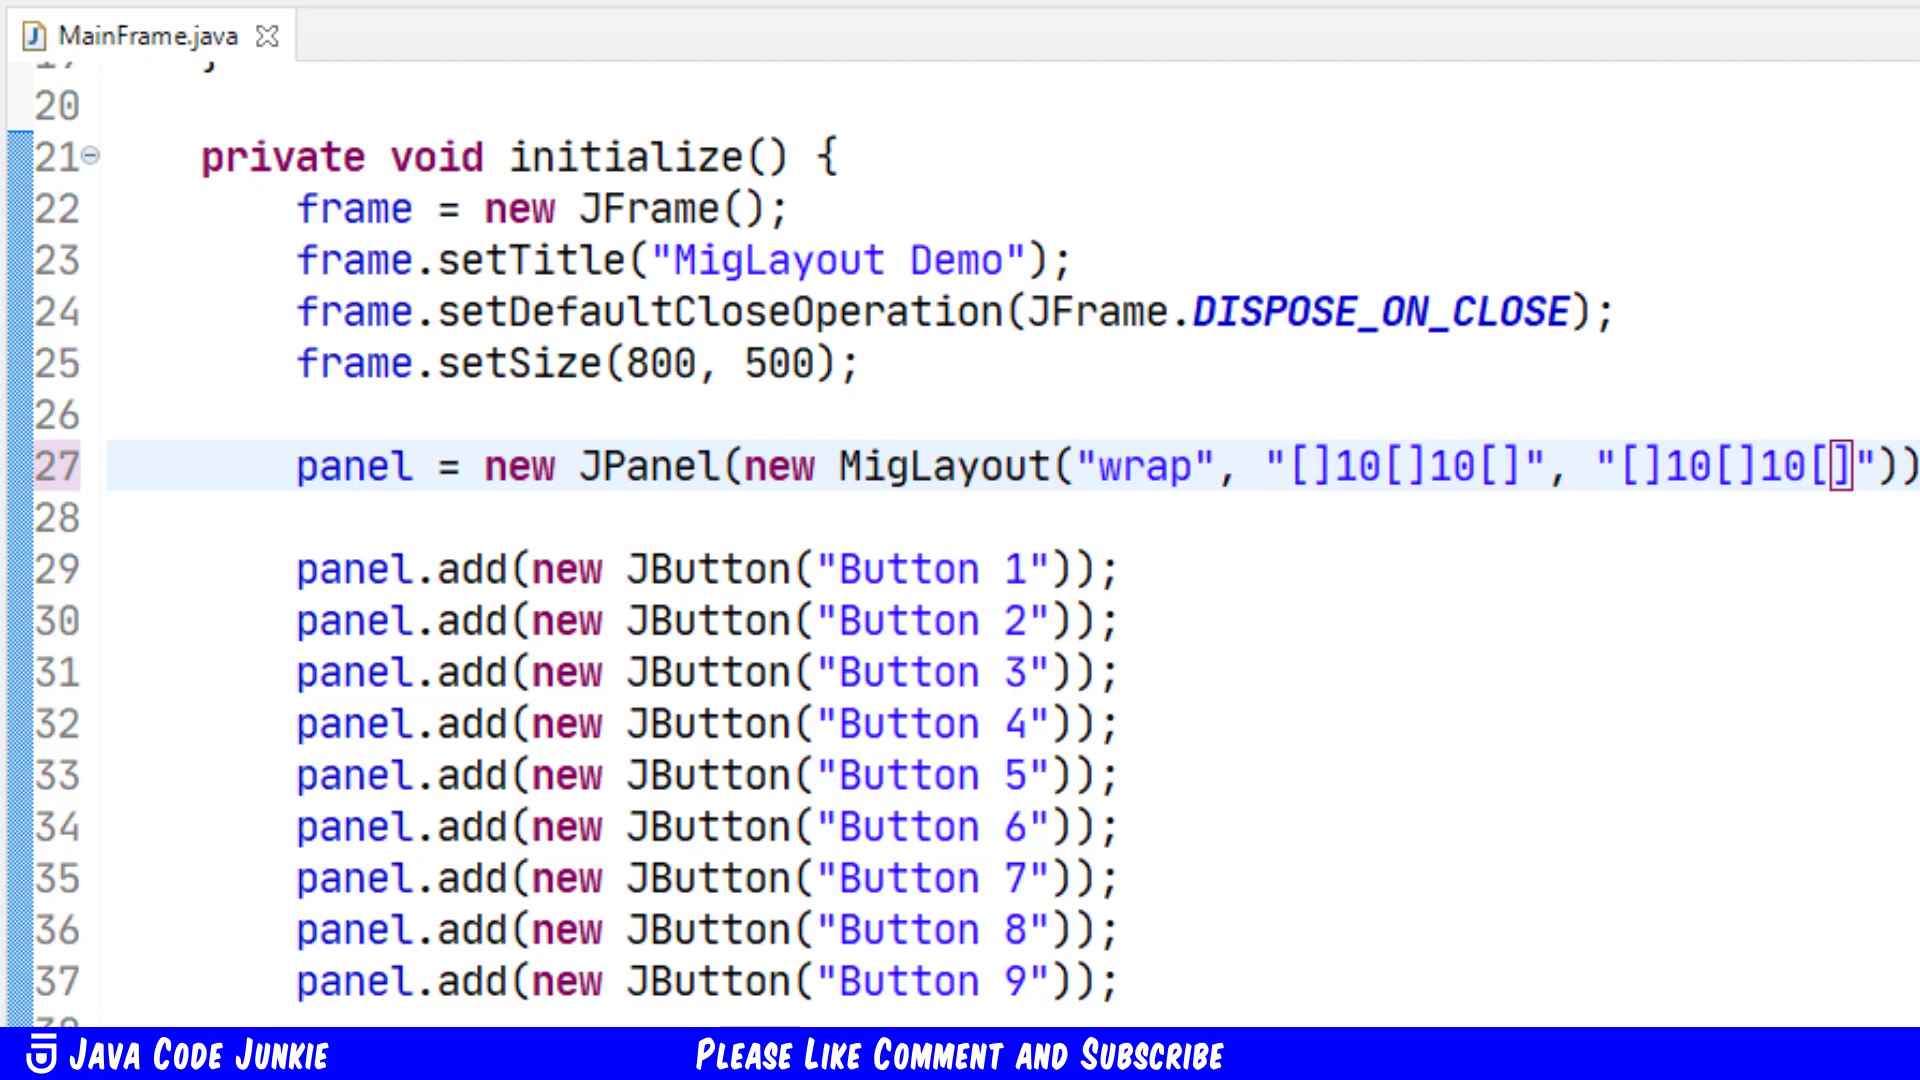 MainFrame.java
20
21 private void initialize() {
22 frame = new JFrame();
23 frame.setTitle("MigLayout Demo");
24 frame.setDefaultCloseOperation(JFrame.DISPOSE_ON_CLOSE);
25 frame.setSize(800, 500);
26
27 panel = new JPanel(new MigLayout("wrap", "[]10[]10[]", "[]10[]10[]"))
28
29 panel.add(new JButton("Button 1"));
30 panel.add(new JButton("Button 2"));
31 panel.add(new JButton("Button 3"));
32 panel.add(new JButton("Button 4"));
33 panel.add(new JButton("Button 5"));
34 panel.add(new JButton("Button 6"));
35 panel.add(new JButton("Button 7"));
36 panel.add(new JButton("Button 8"));
37 panel.add(new JButton("Button 9"));
JAVA CODE JUNKIE
PLEASE LIKE COMMENT AND SUBSCRIBE